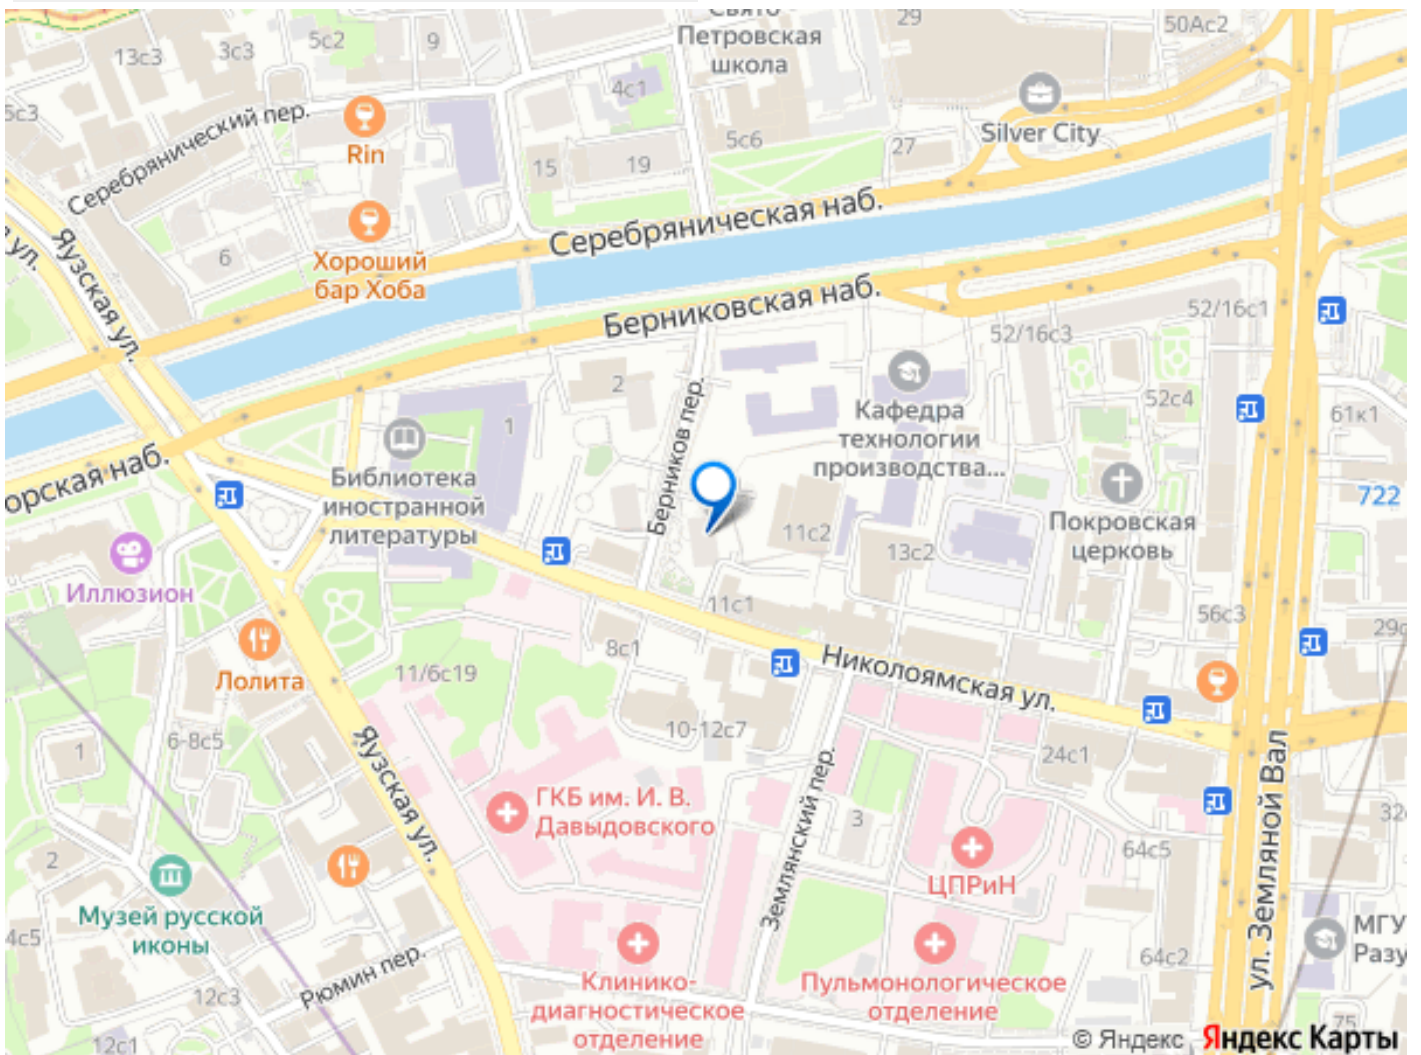 Свято-
Петровская
школа
29
50Ас2
13с3
3с3
5с2
9
4с1
5с3
Серебрянический пер.
Rin
Silver City
5с6
27
15
19
Серебряническая наб.
6
Хороший
бар Хоба
Яузская ул.
ул.
Берниковская наб.
52/16с3
52/16с1
2
Берников пер.
Кафедра
технологии
производства...
52с4
61к1
1
Библиотека
иностранной
литературы
орская наб.
722
Покровская
церковь
11с2
13с2
Иллюзион
11с1
56с3
29с
8с1
Николоямская ул.
Лолита
11/6с19
10-12с7
24с1
6-8с5
1
Яузская ул.
ГКБ им. И. В.
Давыдовского
Землянский пер.
3
32
64с5
ул. Земляной Вал
ЦПРиН
2
Музей русской
иконы
4с5
МГУ
Разу
64с2
Рюмин пер.
Клинико-
диагностическое
отделение
Пульмонологическое
отделение
12с3
12с1
75
© Яндекс Яндекс Карты